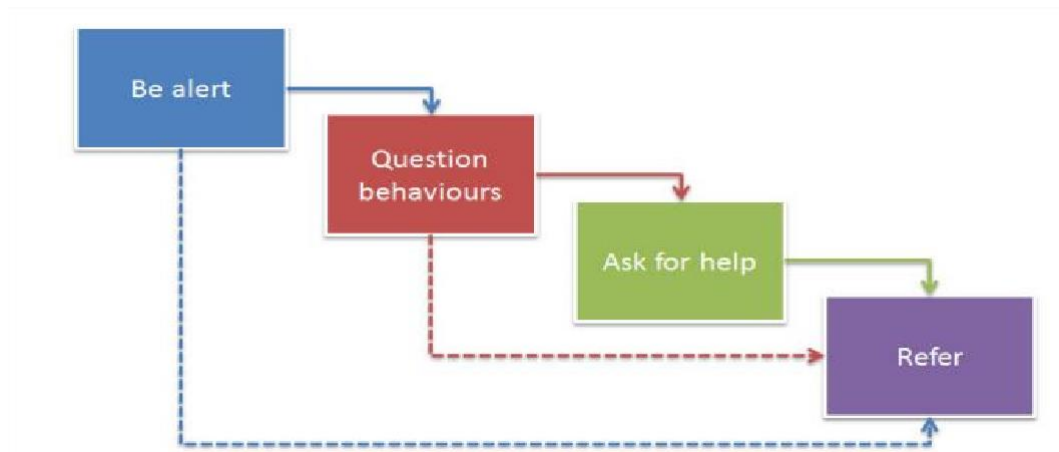 Be alert
Question
behaviours
Ask for help
Refer